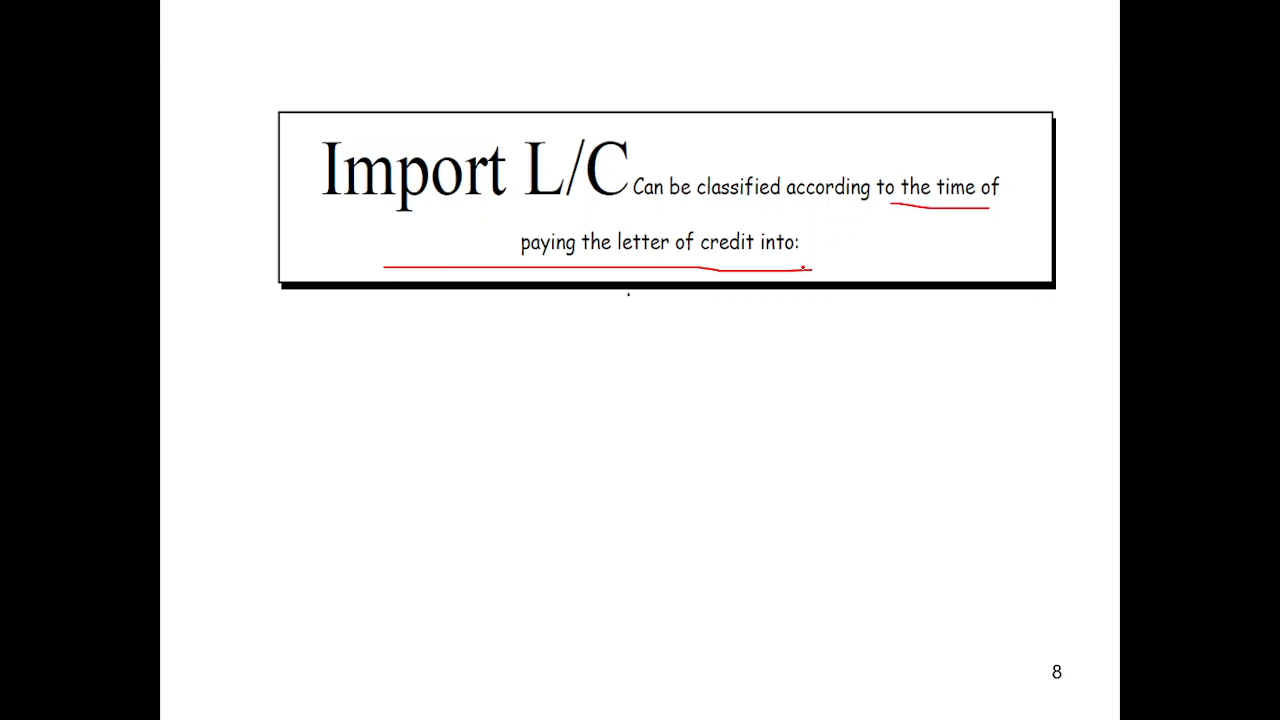 Import L/C Can be classified according to the time of
paying the letter of credit into:
8